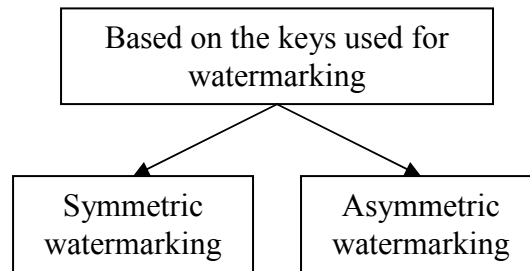 Based on the keys used for
watermarking
Symmetric
watermarking
Asymmetric
watermarking